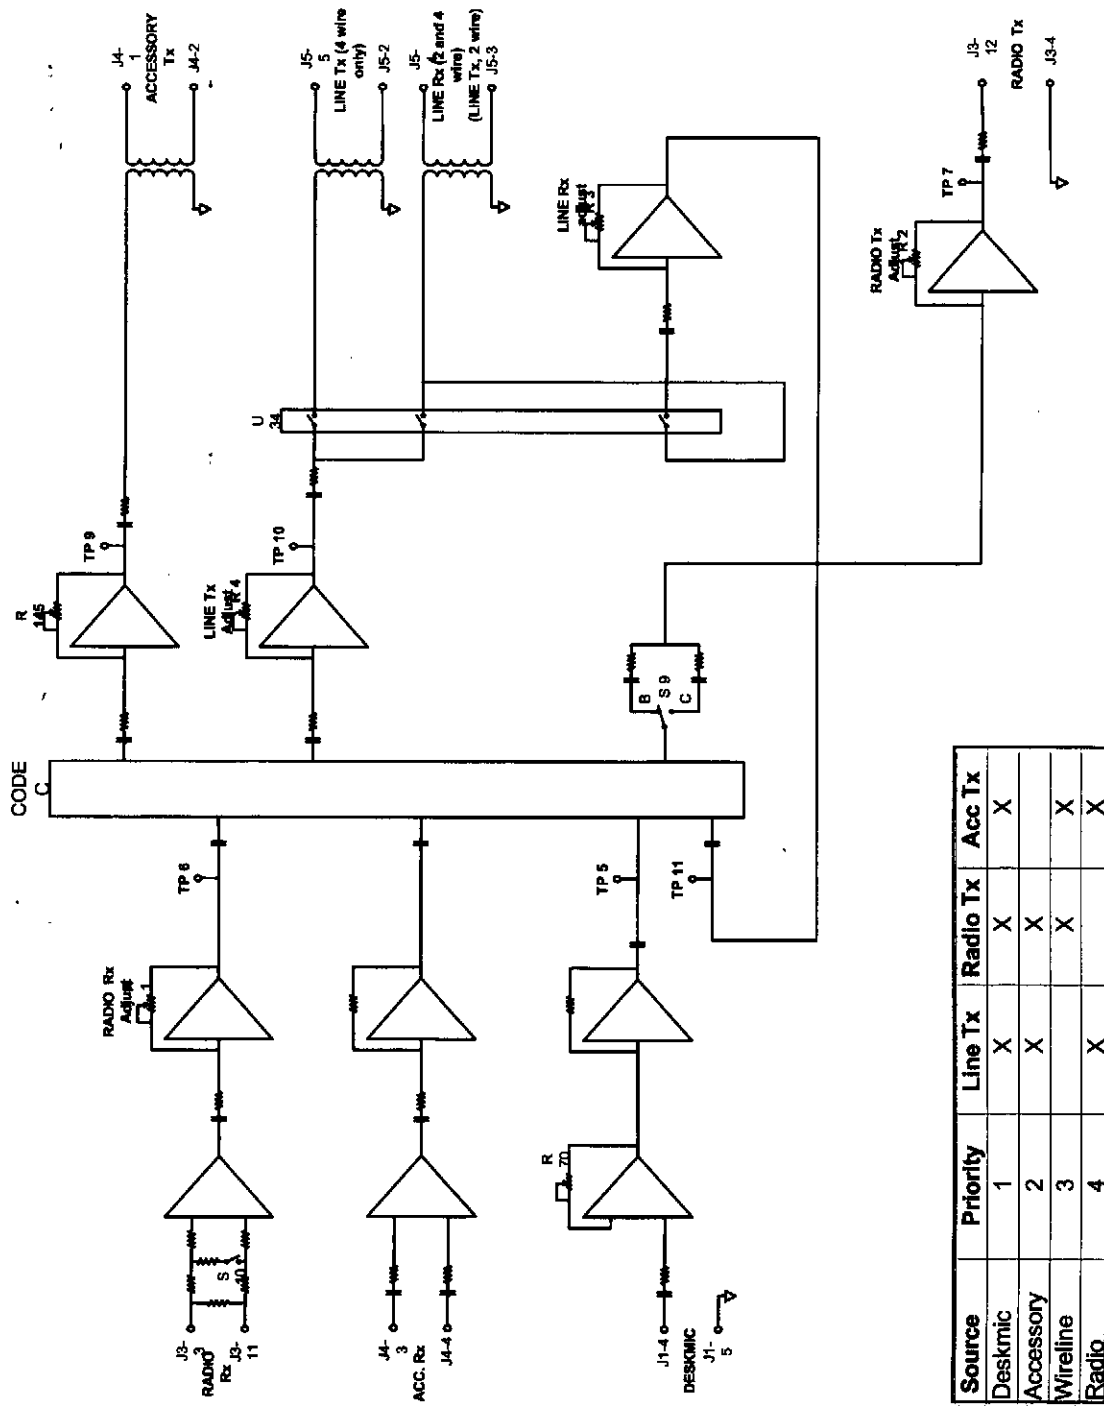 CODE
C
J4-
1
ACCESSORY
Tx
J4-2
J5-
5
LINE Tx (4 wire
only)
J5-2
J5-
LINE Rx (2 and 4
wire)
(LINE Tx, 2 wire)
J5-3
R
145
TP 9
LINE Tx
Adjust
R 4
TP 10
U
34
LINE Rx
adjust
R 3
RADIO Tx
Adjust
R 2
TP 7
J3-
12
RADIO Tx
J3-4
B
S 9
C
RADIO Rx
Adjust
1
TP 6
TP 5
TP 11
R
70
J3-
3
RADIO
Rx
J3-
11
S
10
J4-
3
ACC. Rx
J4-4
J1-4
DESKMIC
J1-
5
Source Priority Line Tx Radio Tx Acc Tx
Deskmic 1 X X X
Accessory 2 X X
Wireline 3 X X
Radio 4 X X